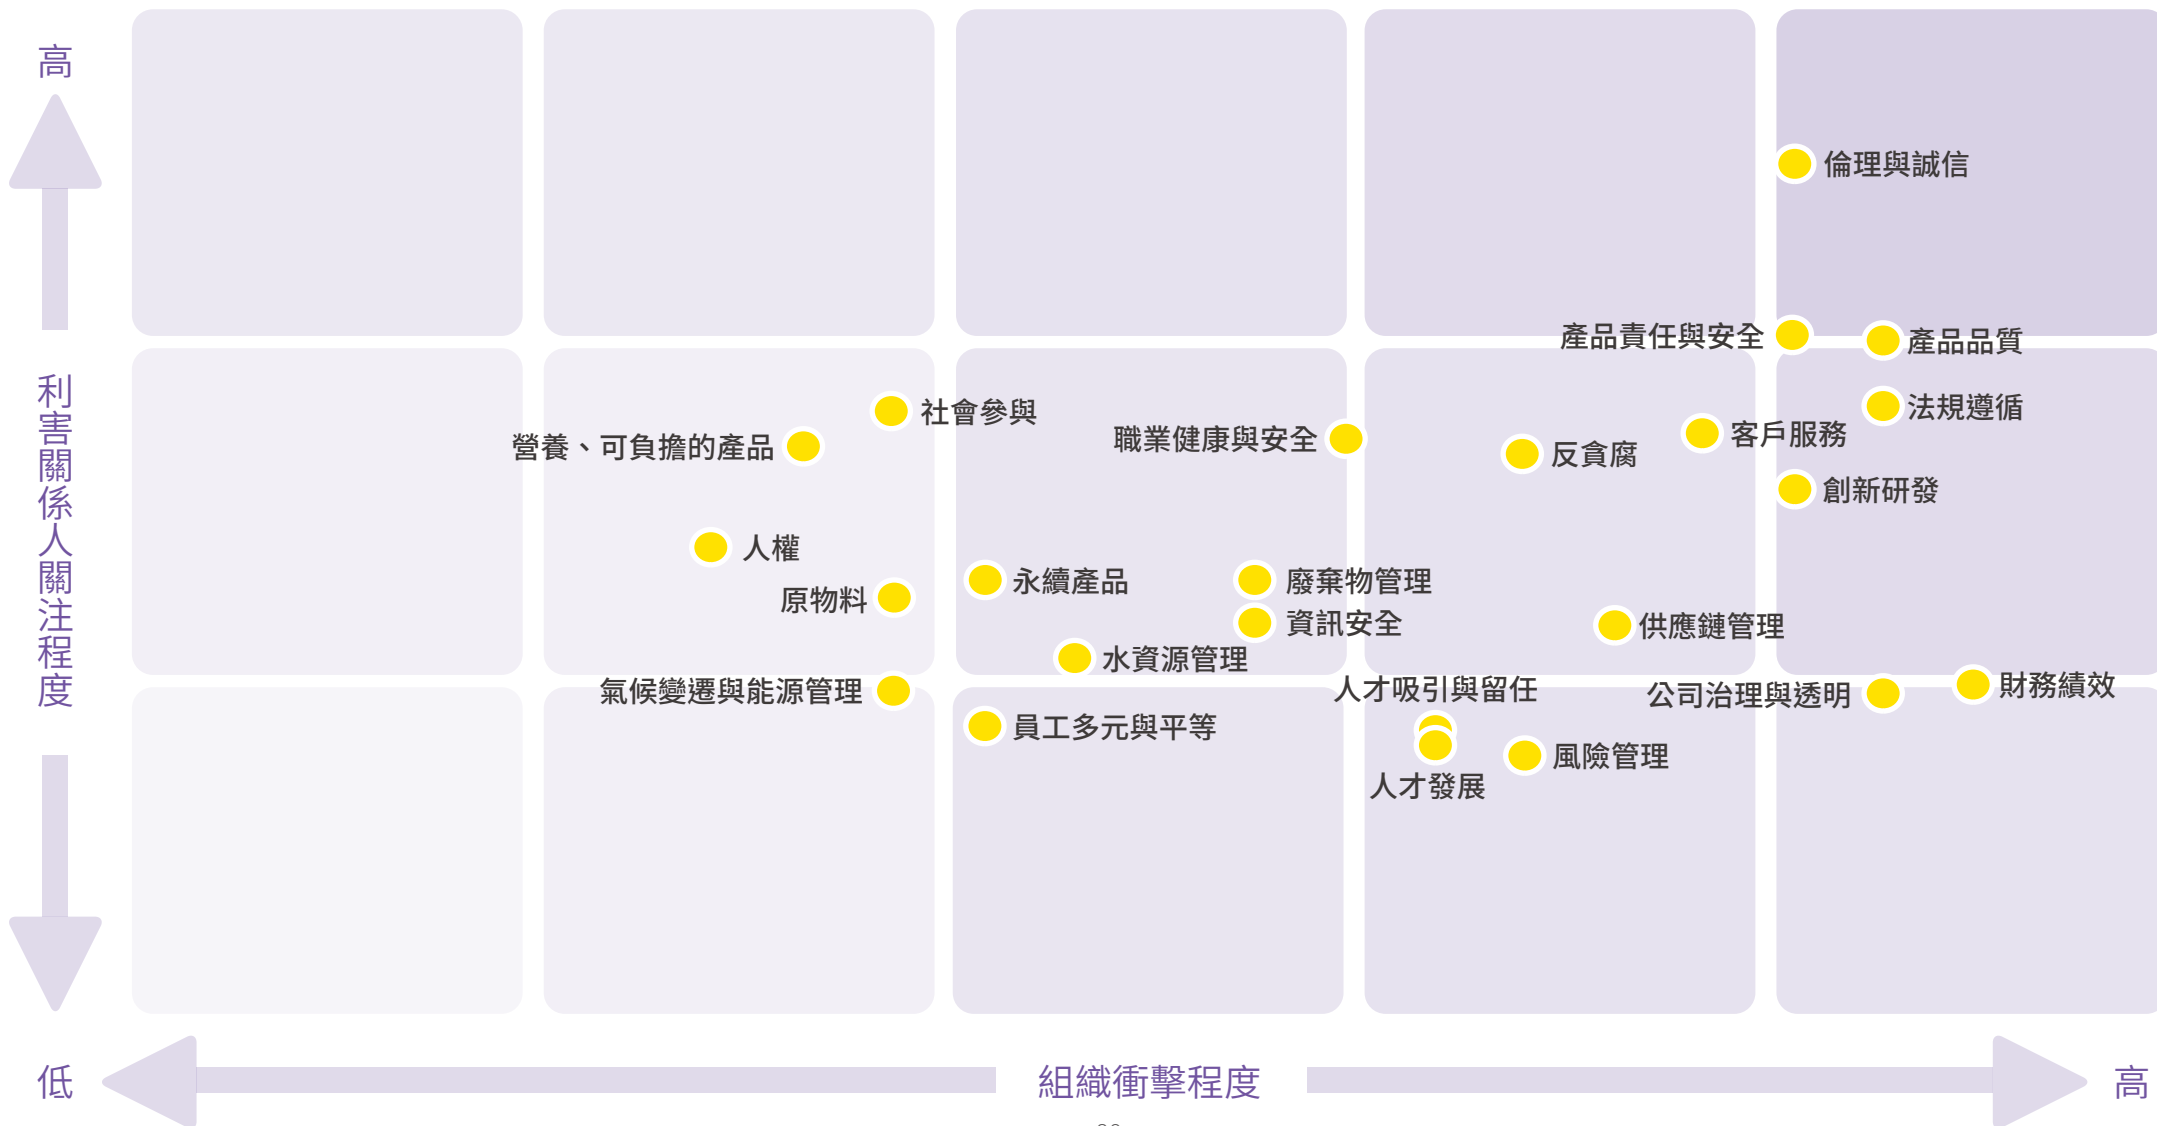 高
倫理與誠信
產品責任與安全
產品品質
利害關係人關注程度
社會參與
法規遵循
營養、可負擔的產品
職業健康與安全
客戶服務
反貪腐
創新研發
人權
永續產品
廢棄物管理
原物料
資訊安全
供應鏈管理
水資源管理
氣候變遷與能源管理
人才吸引與留任
公司治理與透明
財務績效
員工多元與平等
風險管理
人才發展
低
組織衝擊程度
高